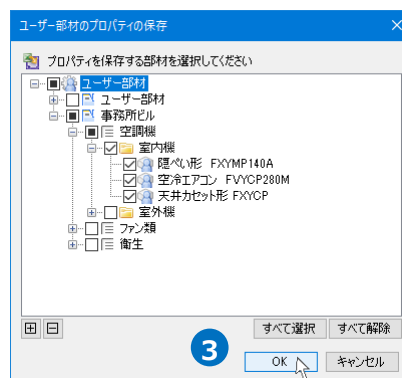 ユーザー部材のプロパティの保存
プロパティを保存する部材を選択してください
ユーザー部材
ユーザー部材
事務所ビル
空調機
室内機
隠ぺい形 FXYMP140A
空冷エアコン FVYCP280M
天井カセット形 FXYCP
室外機
ファン類
衛生
すべて選択 すべて解除
3
OK キャンセル